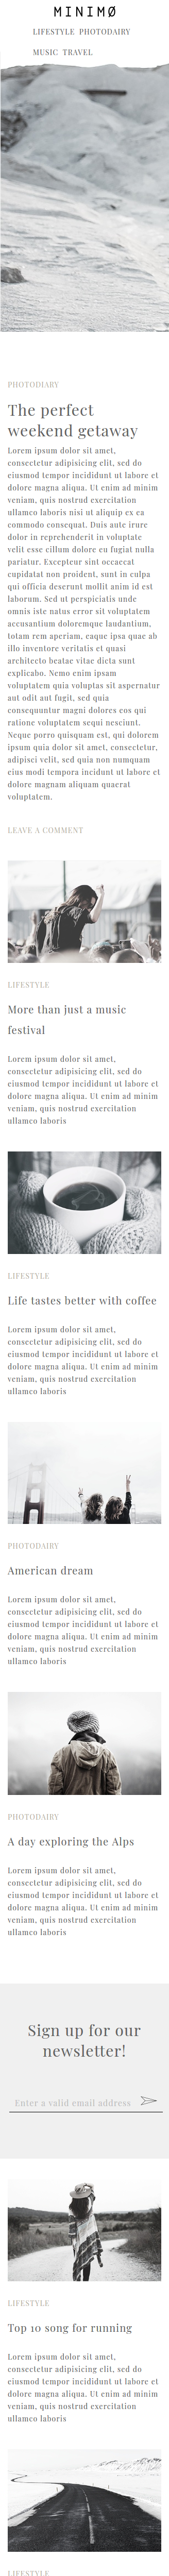 MINIMØ
LIFESTYLE PHOTODAIRY
MUSIC TRAVEL
PHOTODIARY
The perfect
weekend getaway
Lorem ipsum dolor sit amet,
consectetur adipisicing elit, sed do
eiusmod tempor incididunt ut labore et
dolore magna aliqua. Ut enim ad minim
veniam, quis nostrud exercitation
ullamco laboris nisi ut aliquip ex ea
commodo consequat. Duis aute irure
dolor in reprehenderit in voluptate
velit esse cillum dolore eu fugiat nulla
pariatur. Excepteur sint occaecat
cupidatat non proident, sunt in culpa
qui officia deserunt mollit anim id est
laborum. Sed ut perspiciatis unde
omnis iste natus error sit voluptatem
accusantium doloremque laudantium,
totam rem aperiam, eaque ipsa quae ab
illo inventore veritatis et quasi
architecto beatae vitae dicta sunt
explicabo. Nemo enim ipsam
voluptatem quia voluptas sit aspernatur
aut odit aut fugit, sed quia
consequuntur magni dolores eos qui
ratione voluptatem sequi nesciunt.
Neque porro quisquam est, qui dolorem
ipsum quia dolor sit amet, consectetur,
adipisci velit, sed quia non numquam
eius modi tempora incidunt ut labore et
dolore magnam aliquam quaerat
voluptatem.
LEAVE A COMMENT
LIFESTYLE
More than just a music
festival
Lorem ipsum dolor sit amet,
consectetur adipisicing elit, sed do
eiusmod tempor incididunt ut labore et
dolore magna aliqua. Ut enim ad minim
veniam, quis nostrud exercitation
ullamco laboris
LIFESTYLE
Life tastes better with coffee
Lorem ipsum dolor sit amet,
consectetur adipisicing elit, sed do
eiusmod tempor incididunt ut labore et
dolore magna aliqua. Ut enim ad minim
veniam, quis nostrud exercitation
ullamco laboris
PHOTODAIRY
American dream
Lorem ipsum dolor sit amet,
consectetur adipisicing elit, sed do
eiusmod tempor incididunt ut labore et
dolore magna aliqua. Ut enim ad minim
veniam, quis nostrud exercitation
ullamco laboris
PHOTODAIRY
A day exploring the Alps
Lorem ipsum dolor sit amet,
consectetur adipisicing elit, sed do
eiusmod tempor incididunt ut labore et
dolore magna aliqua. Ut enim ad minim
veniam, quis nostrud exercitation
ullamco laboris
Sign up for our
newsletter!
Enter a valid email address
LIFESTYLE
Top 10 song for running
Lorem ipsum dolor sit amet,
consectetur adipisicing elit, sed do
eiusmod tempor incididunt ut labore et
dolore magna aliqua. Ut enim ad minim
veniam, quis nostrud exercitation
ullamco laboris
LIFESTYLE